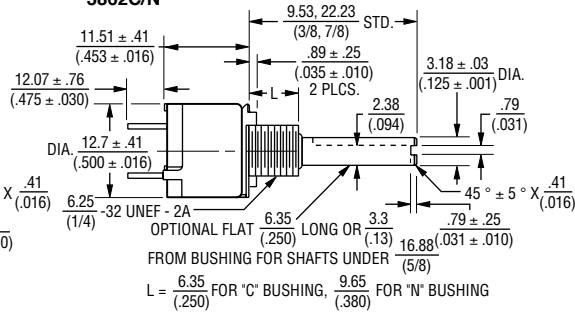 3862C/N
9.53, 22.23
(3/8, 7/8)
STD.
11.51 ± .41
(.453 ± .016)
.89 ± .25
(.035 ± .010)
2 PLCS.
12.07 ± .76
(.475 ± .030)
3.18 ± .03
(.125 ± .001)
DIA.
L
2.38
(.094)
.79
(.031)
DIA. 12.7 ± .41
(.500 ± .016)
X .41
(.016)
6.25
(1/4)
-32 UNEF - 2A
45 ° ± 5 ° X .41
(.016)
.79 ± .25
(.031 ± .010)
OPTIONAL FLAT 6.35
(.250)
LONG OR 3.3
(.13)
FROM BUSHING FOR SHAFTS UNDER 16.88
(5/8)
L = 6.35
(.250)
FOR "C" BUSHING, 9.65
(.380)
FOR "N" BUSHING